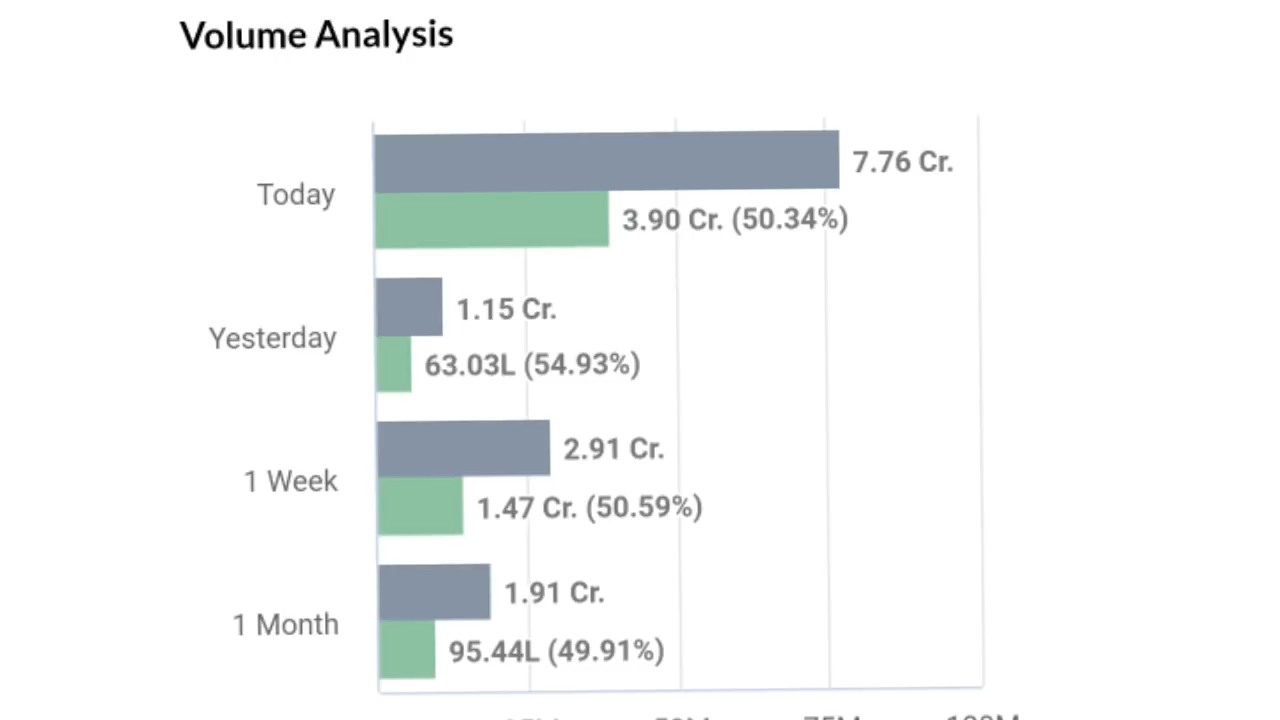 Volume Analysis
Today
7.76 Cr.
3.90 Cr. (50.34%)
Yesterday
1.15 Cr.
63.03L (54.93%)
1 Week
2.91 Cr.
1.47 Cr. (50.59%)
1 Month
1.91 Cr.
95.44L (49.91%)